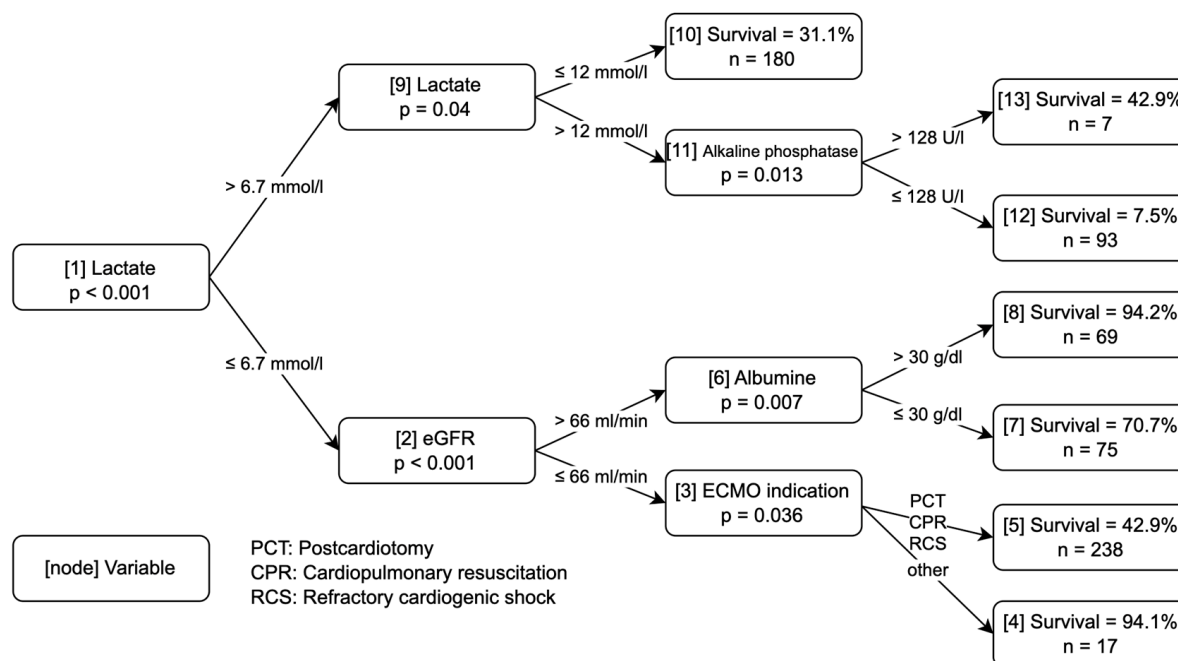 [10] Survival = 31.1%
n = 180
≤ 12 mmol/l
[9] Lactate
p = 0.04
> 12 mmol/l
[13] Survival = 42.9%
n = 7
> 128 U/l
[11] Alkaline phosphatase
p = 0.013
≤ 128 U/l
[12] Survival = 7.5%
n = 93
> 6.7 mmol/l
[1] Lactate
p < 0.001
≤ 6.7 mmol/l
[8] Survival = 94.2%
n = 69
> 30 g/dl
[6] Albumine
p = 0.007
≤ 30 g/dl
[7] Survival = 70.7%
n = 75
> 66 ml/min
[2] eGFR
p < 0.001
≤ 66 ml/min
[3] ECMO indication
p = 0.036
PCT
CPR
RCS
other
[5] Survival = 42.9%
n = 238
[4] Survival = 94.1%
n = 17
[node] Variable
PCT: Postcardiotomy
CPR: Cardiopulmonary resuscitation
RCS: Refractory cardiogenic shock